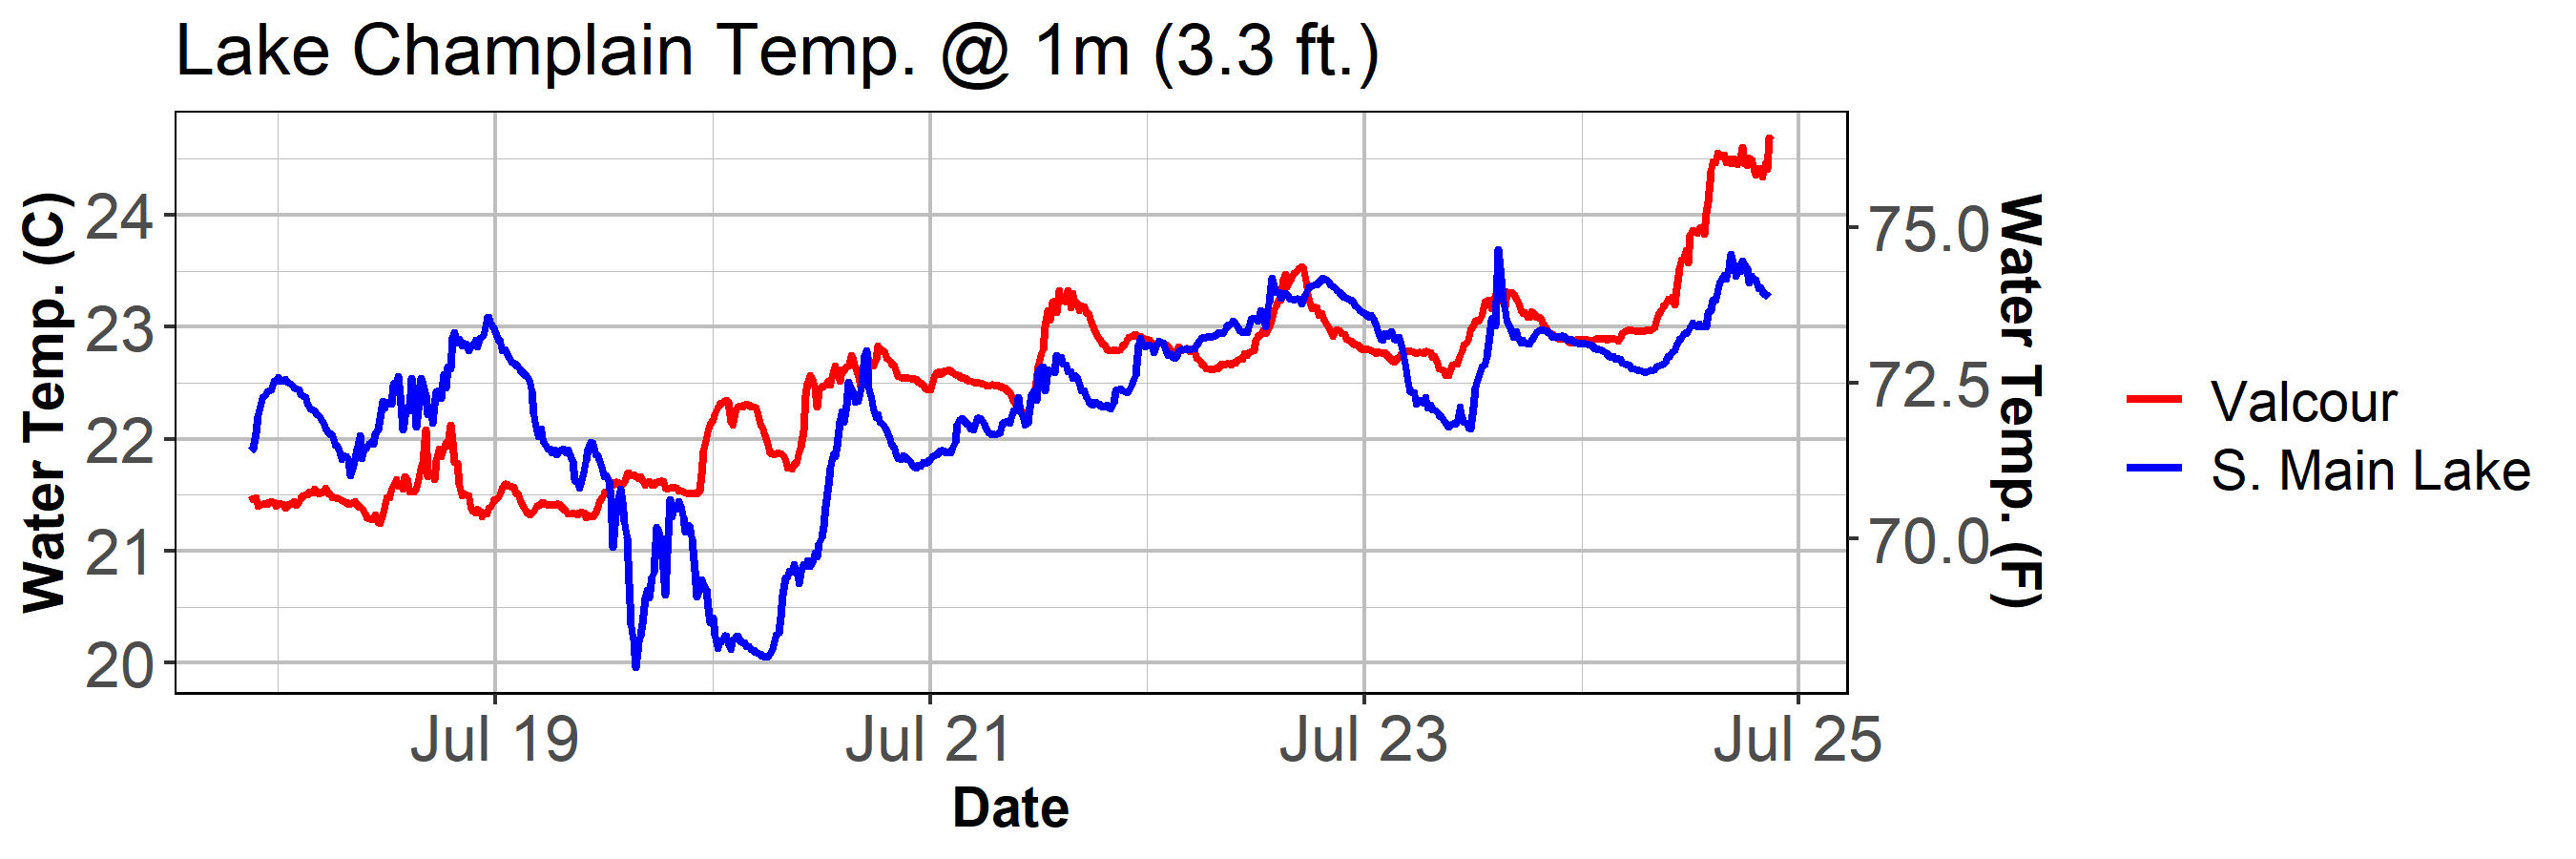 Lake Champlain Temp. @ 1m (3.3 ft.)
Water Temp. (C)
24
23
22
21
20
75.0
72.5
70.0
Water Temp. (F)
Jul 19
Jul 21
Jul 23
Jul 25
Date
Valcour
S. Main Lake